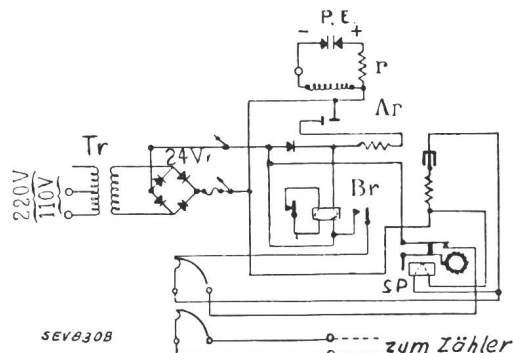 P.E.
- +
r
Ar
Tr
24V
220V
110V
Br
SP
SEV8308
zum Zähler